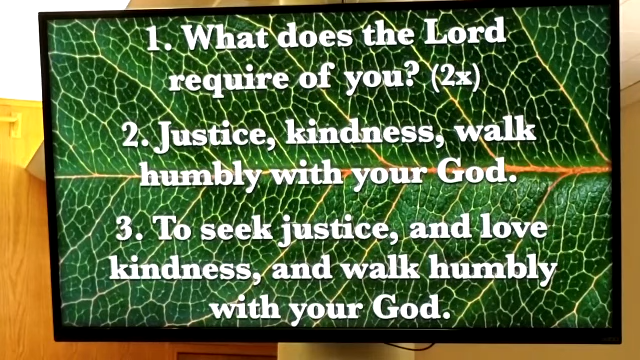 1. What does the Lord
require of you? (2x)
2. Justice, kindness, walk
humbly with your God.
3. To seek justice, and love
kindness, and walk humbly
with your God.